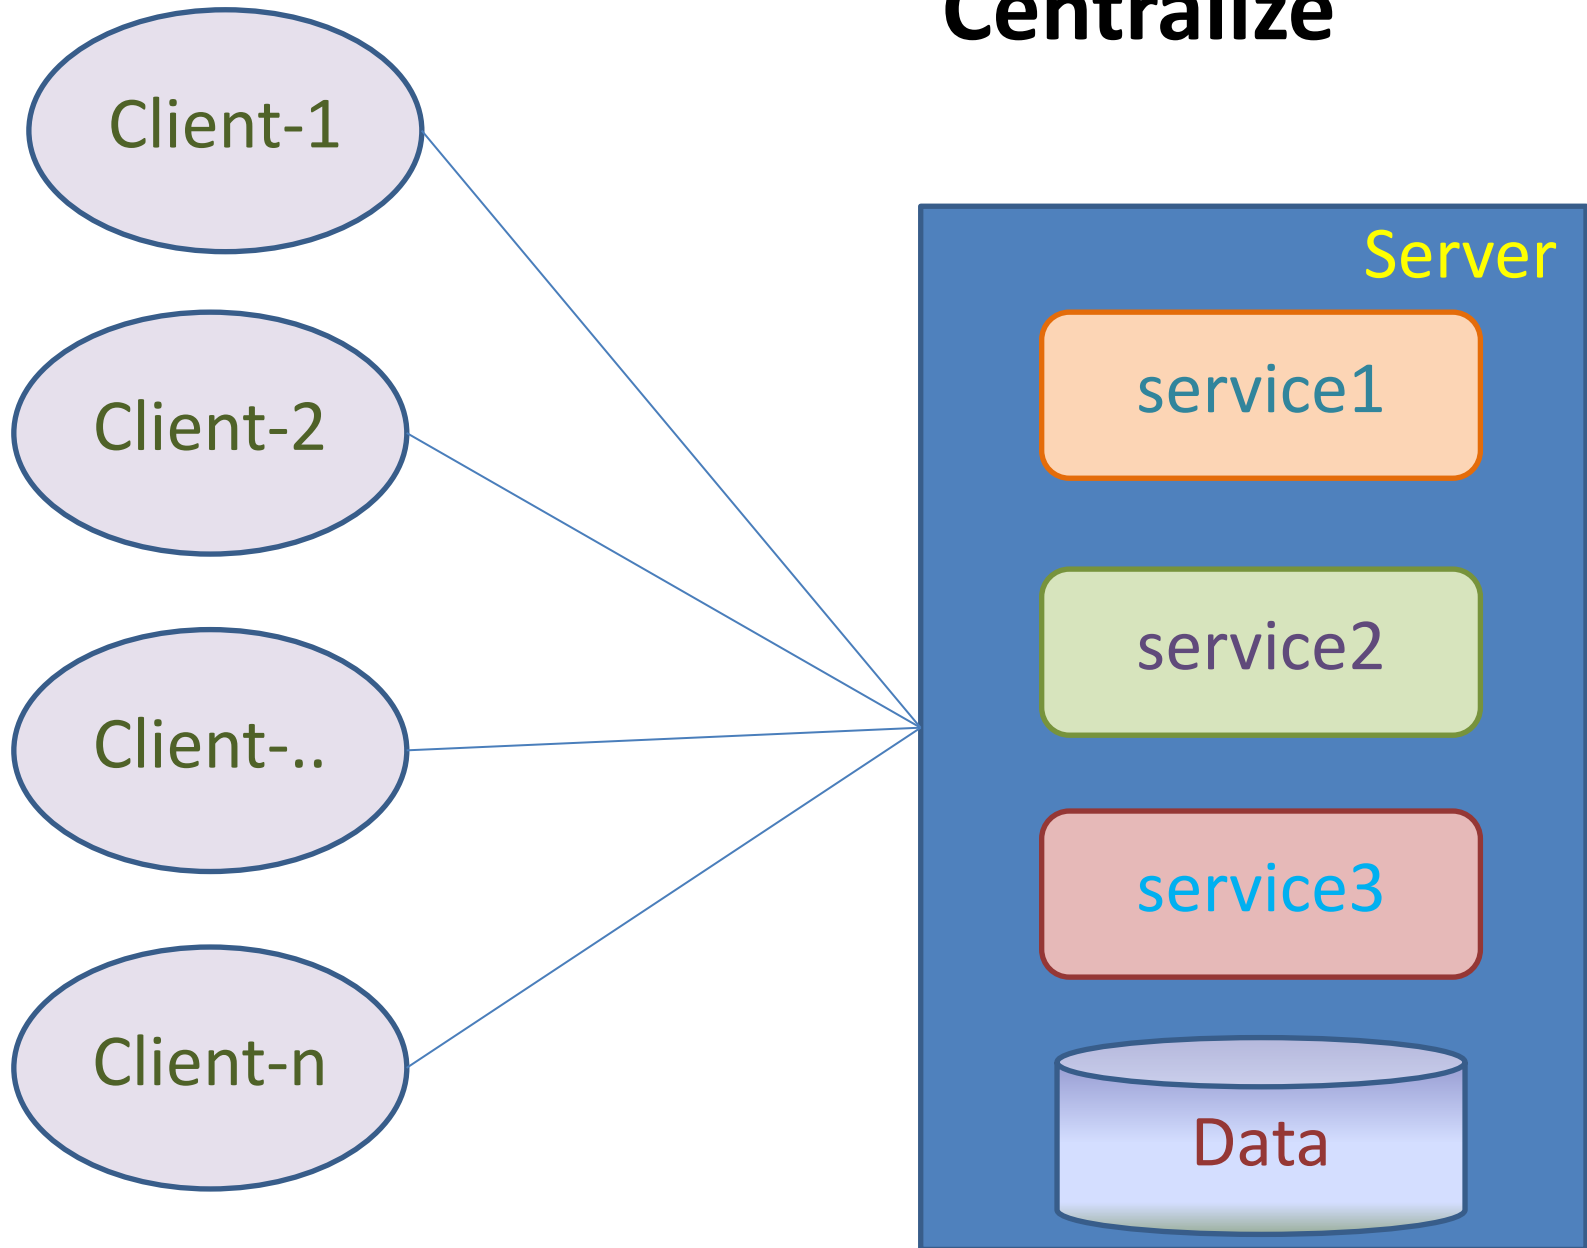 Centralize
Client-1
Client-2
Client-..
Client-n
Server
service1
service2
service3
Data